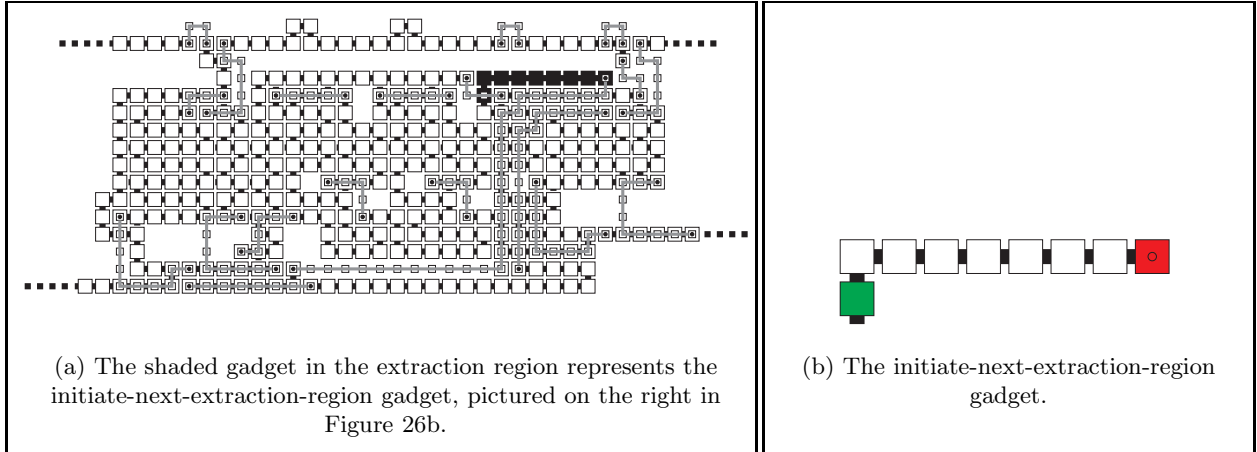 (a) The shaded gadget in the extraction region represents the
initiate-next-extraction-region gadget, pictured on the right in
Figure 26b.
(b) The initiate-next-extraction-region
gadget.